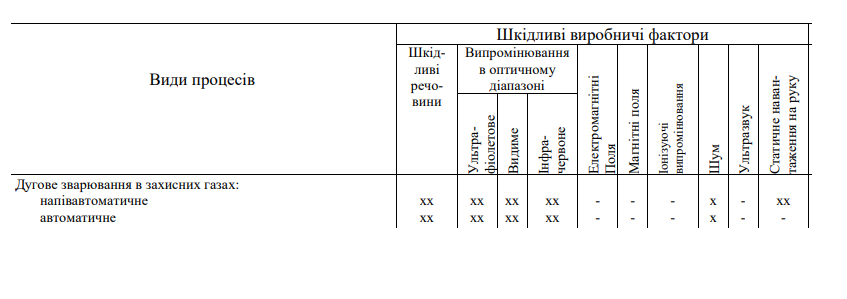 Шкідливі виробничі фактори
Види процесів
Шкід-
ливі
речо-
вини
Випромінювання
в оптичному
діапазоні
Ультра-
фіолетове
Видиме
Інфра-
червоне
Електромагнітні
Поля
Магнітні поля
Іонізуючі
випромінювання
Шум
Ультразвук
Статичне наван-
таження на руку
Дугове зварювання в захисних газах:
напівавтоматичне хх хх хх хх - - - х - хх
автоматичне хх хх хх хх - - - х - -